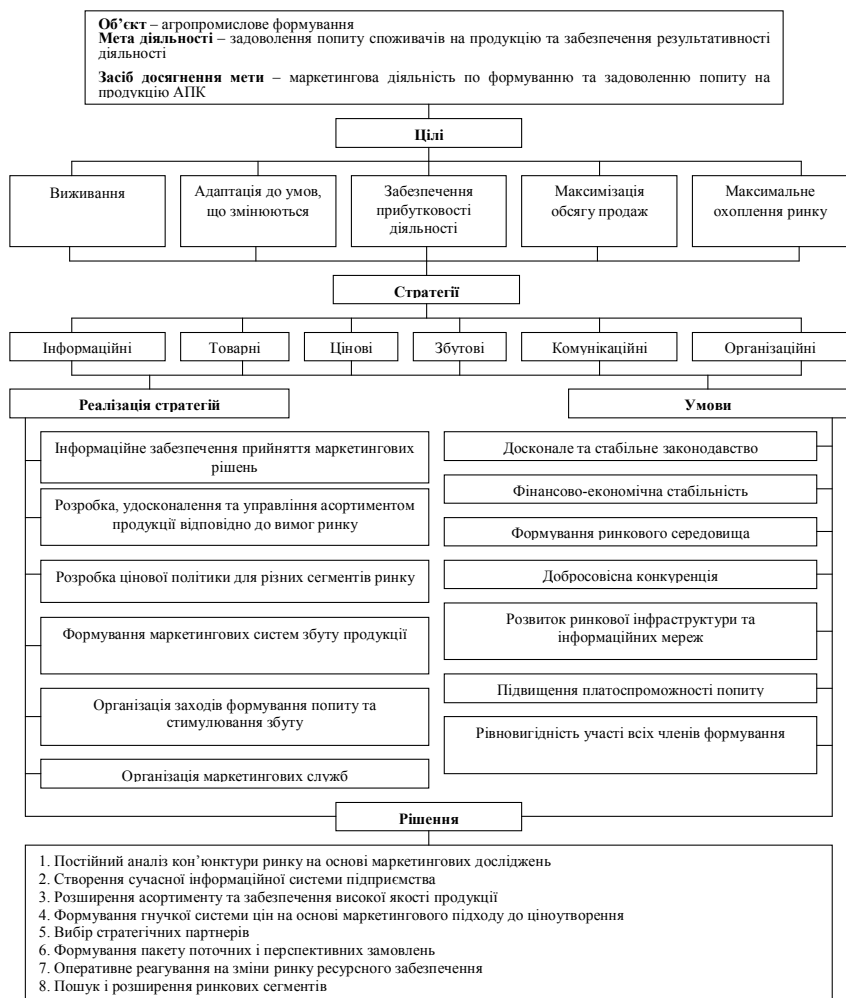 Об’єкт – агропромислове формування
Мета діяльності – задоволення попиту споживачів на продукцію та забезпечення результативності
діяльності
Засіб досягнення мети – маркетингова діяльність по формуванню та задоволенню попиту на
продукцію АПК
Цілі
Виживання
Адаптація до умов,
що змінюються
Забезпечення
прибутковості
діяльності
Максимізація
обсягу продаж
Максимальне
охоплення ринку
Стратегії
Інформаційні
Товарні
Цінові
Збутові
Комунікаційні
Організаційні
Реалізація стратегій
Інформаційне забезпечення прийняття маркетингових
рішень
Розробка, удосконалення та управління асортиментом
продукції відповідно до вимог ринку
Розробка цінової політики для різних сегментів ринку
Формування маркетингових систем збуту продукції
Організація заходів формування попиту та
стимулювання збуту
Організація маркетингових служб
Умови
Досконале та стабільне законодавство
Фінансово-економічна стабільність
Формування ринкового середовища
Добросовісна конкуренція
Розвиток ринкової інфраструктури та
інформаційних мереж
Підвищення платоспроможності попиту
Рівновигідність участі всіх членів формування
Рішення
1. Постійний аналіз кон’юнктури ринку на основі маркетингових досліджень
2. Створення сучасної інформаційної системи підприємства
3. Розширення асортименту та забезпечення високої якості продукції
4. Формування гнучкої системи цін на основі маркетингового підходу до ціноутворення
5. Вибір стратегічних партнерів
6. Формування пакету поточних і перспективних замовлень
7. Оперативне реагування на зміни ринку ресурсного забезпечення
8. Пошук і розширення ринкових сегментів